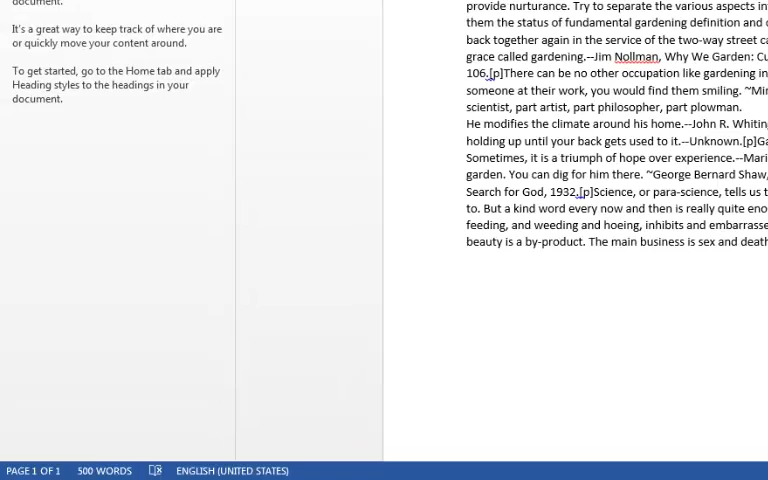 document.
It's a great way to keep track of where you are
or quickly move your content around.
To get started, go to the Home tab and apply
Heading styles to the headings in your
document.
provide nurturance. Try to separate the various aspects in
them the status of fundamental gardening definition and
back together again in the service of the two-way street ca
grace called gardening.--Jim Nollman, Why We Garden: Cu
106.[p]There can be no other occupation like gardening in
someone at their work, you would find them smiling. ~Mir
scientist, part artist, part philosopher, part plowman.
He modifies the climate around his home.--John R. Whiting
holding up until your back gets used to it.--Unknown.[p]Ga
Sometimes, it is a triumph of hope over experience.--Mari
garden. You can dig for him there. ~George Bernard Shaw,
Search for God, 1932.[p]Science, or para-science, tells us t
to. But a kind word every now and then is really quite eno
feeding, and weeding and hoeing, inhibits and embarrasse
beauty is a by-product. The main business is sex and death
PAGE 1 OF 1 500 WORDS ENGLISH (UNITED STATES)